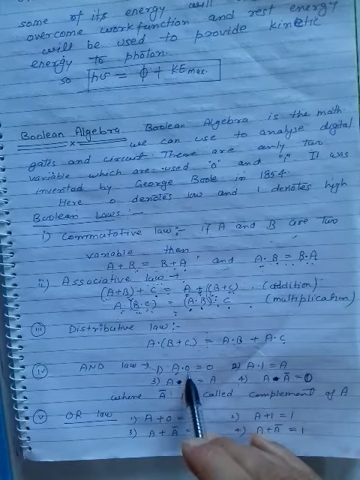 some of its energy will
overcome work function and rest energy
will be used to provide kinetic
energy to photon.
so hν = ϕ + KEmax.
Boolean Algebra Boolean Algebra is the math
we can use to analyse digital
gates and circuit There are only two
variable which are used '0' and "1". It was
invented by George Boole in 1854.
Here 0 denotes low and 1 denotes high
Boolean Laws:-
i) Commutative law:- If A and B are two
variable then
A+B = B+A and A.B = B.A
ii) Associative law →
(A+B)+C = A+(B+C) (addition)
A.(B.C) = (A.B).C (multiplication)
iii) Distributive law:-
A.(B+C) = A.B + A.C
iv) AND law → 1) A.0 = 0 2) A.1 = A
3) A.A = A 4) A.Ā = 0
where Ā called complement of A
v) OR law 1) A+0 = 2) A+1 = 1
3) A+Ā = 4) A+Ā = 1